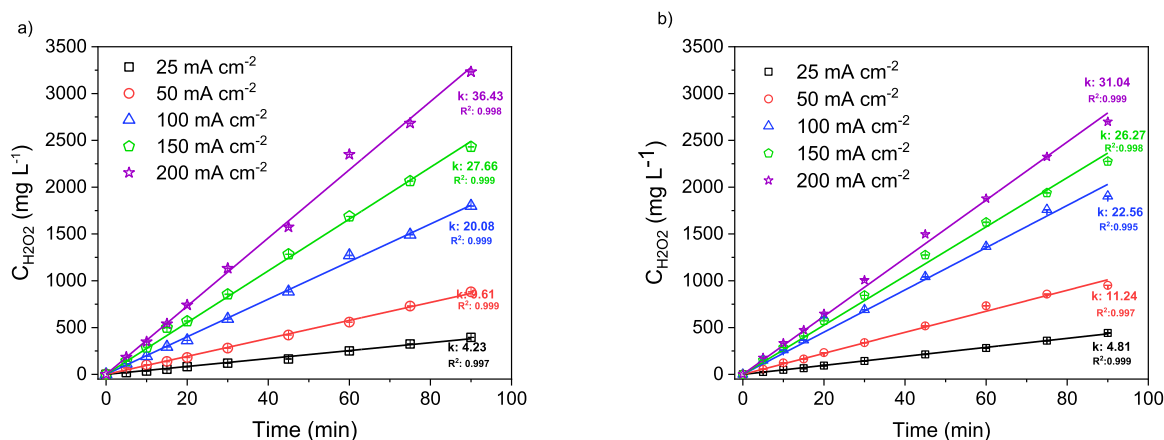 a)
3500
3000
2500
2000
1500
1000
500
0
C_H2O2 (mg L⁻¹)
25 mA cm⁻²
50 mA cm⁻²
100 mA cm⁻²
150 mA cm⁻²
200 mA cm⁻²
k: 36.43
R²: 0.998
k: 27.66
R²: 0.999
k: 20.08
R²: 0.999
k: 9.61
R²: 0.999
k: 4.23
R²: 0.997
0 20 40 60 80 100
Time (min)
b)
3500
3000
2500
2000
1500
1000
500
0
C_H2O2 (mg L⁻¹)
25 mA cm⁻²
50 mA cm⁻²
100 mA cm⁻²
150 mA cm⁻²
200 mA cm⁻²
k: 31.04
R²:0.999
k: 26.27
R²:0.998
k: 22.56
R²: 0.995
k: 11.24
R²: 0.997
k: 4.81
R²: 0.999
0 20 40 60 80 100
Time (min)